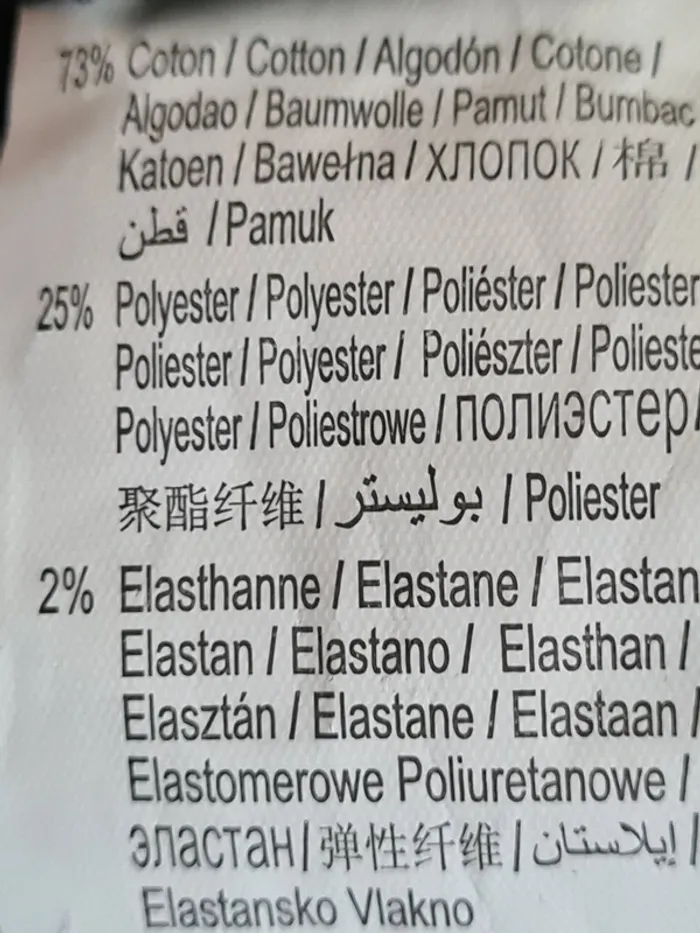 73% Coton / Cotton / Algodón / Cotone /
Algodao / Baumwolle / Pamut / Bumbac
Katoen / Bawełna / ХЛОПОК / 棉 /
قطن / Pamuk
25% Polyester / Polyester / Poliéster / Poliester
Poliester / Polyester / Poliészter / Polieste
Polyester / Poliestrowe / ПОЛИЭСТЕР /
聚酯纤维 / بوليستر / Poliester
2% Elasthanne / Elastane / Elastan
Elastan / Elastano / Elasthan /
Elasztán / Elastane / Elastaan /
Elastomerowe Poliuretanowe /
ЭЛАСТАН | 弹性纤维 | إيلاستان |
Elastansko Vlakno